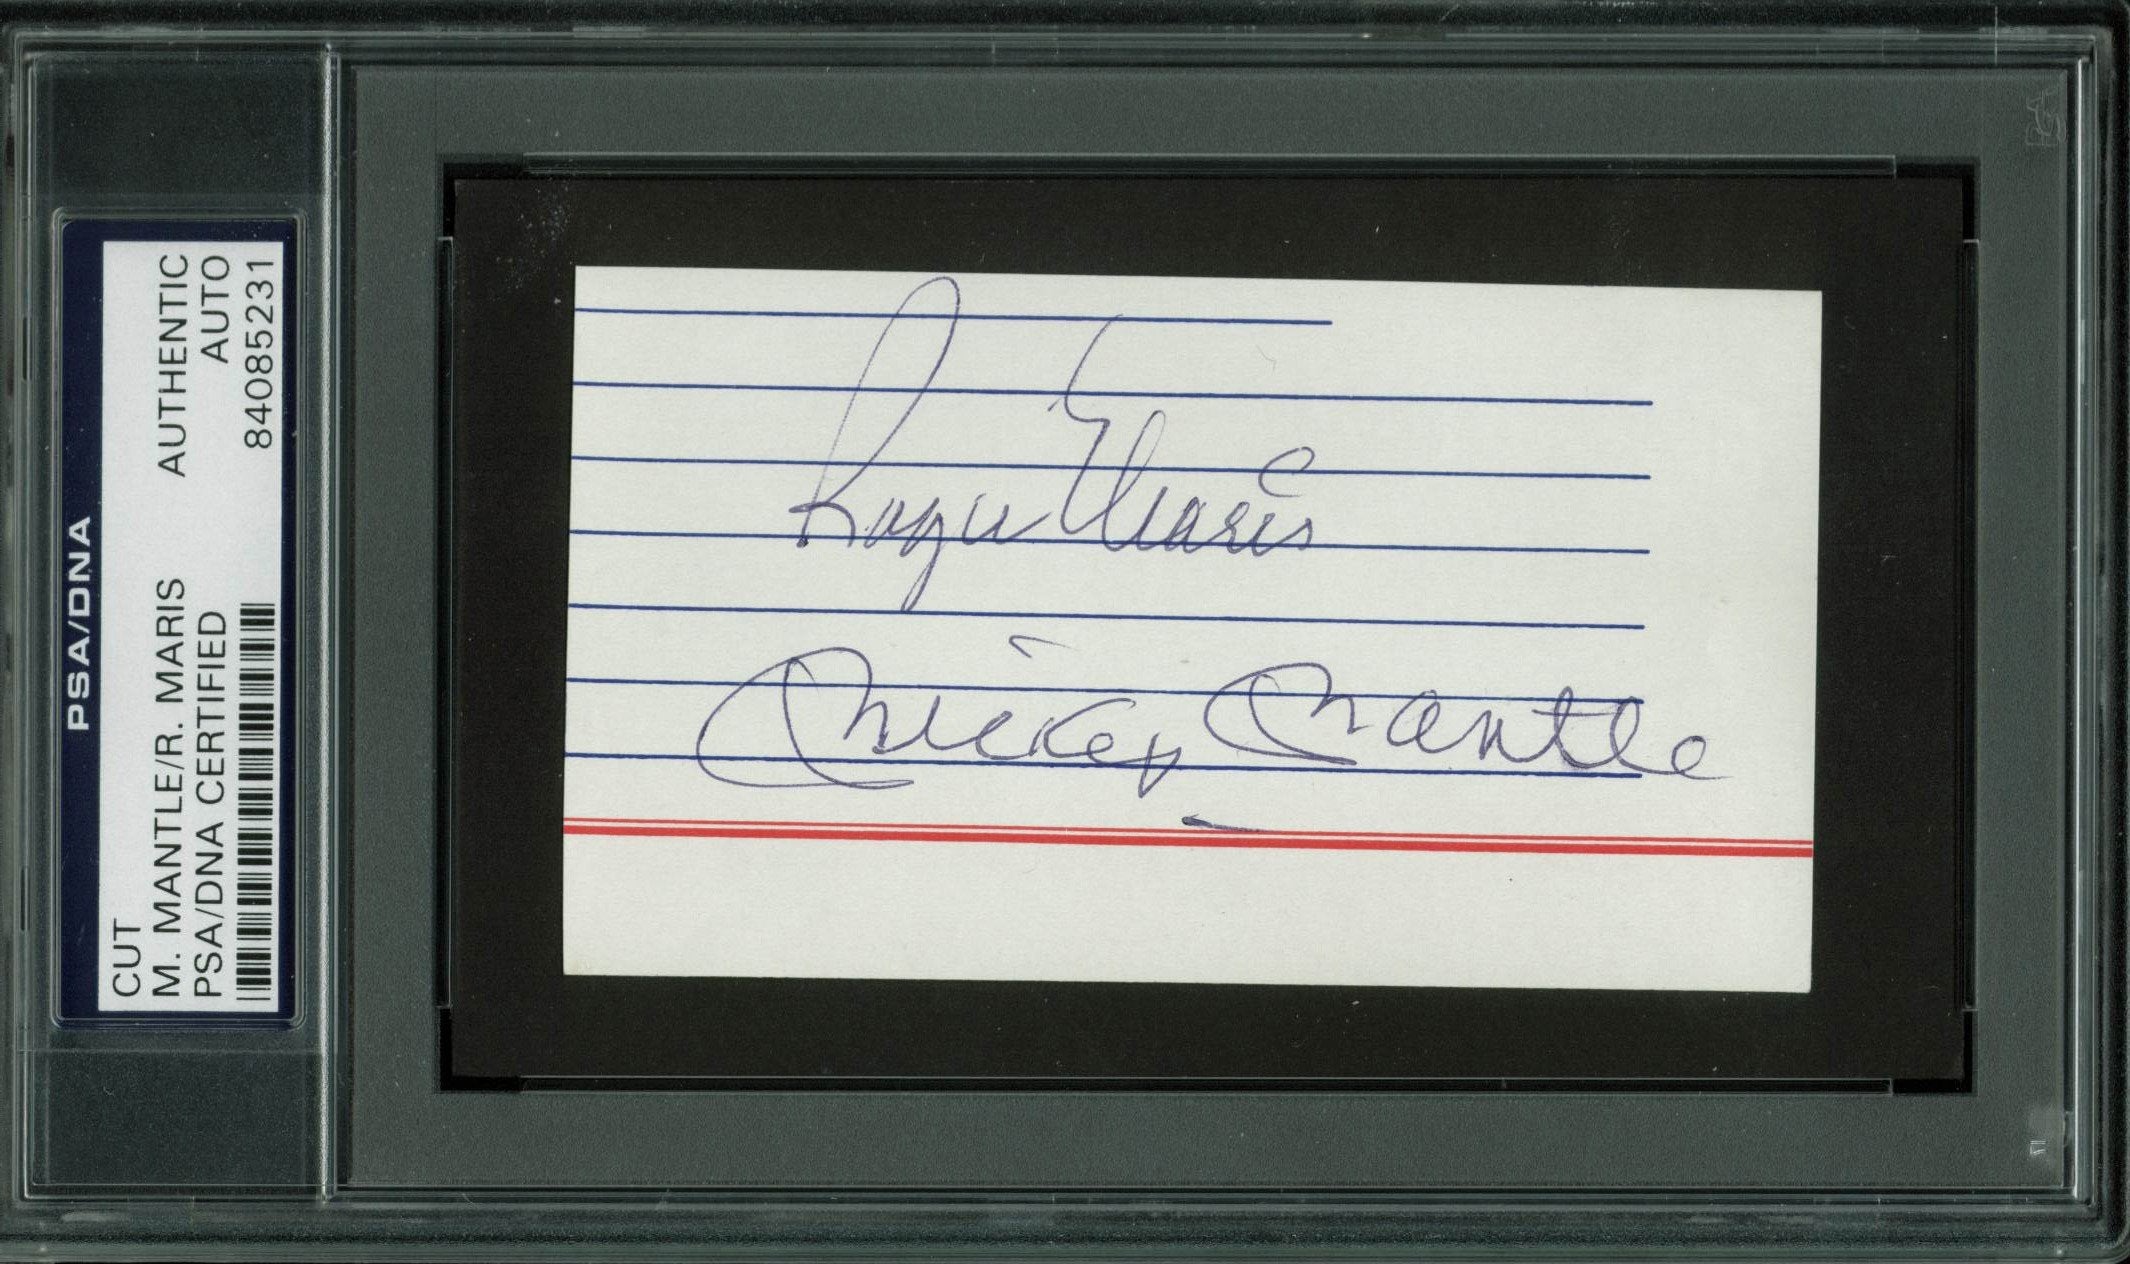 PSA/DNA
CUT
M. MANTLE/R. MARIS AUTHENTIC
PSA/DNA CERTIFIED AUTO
84085231
Roger Maris
Mickey Mantle